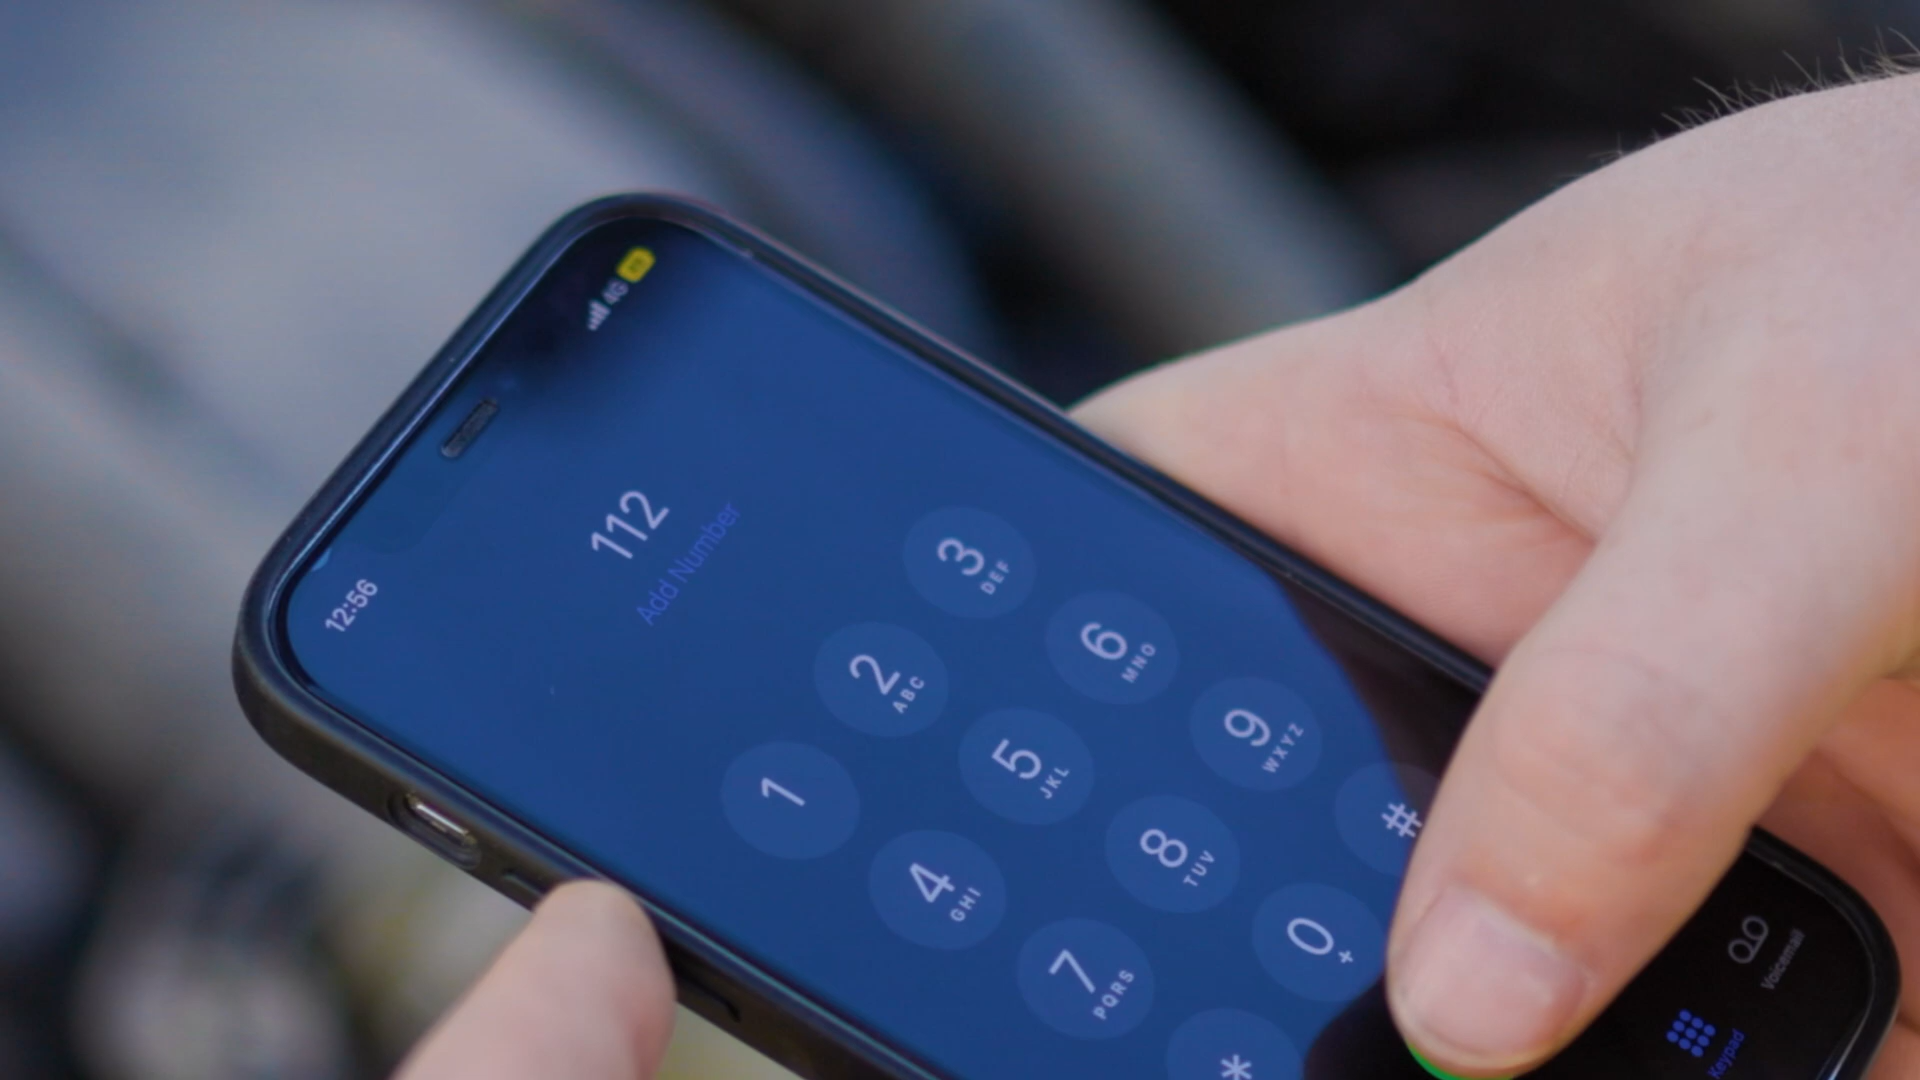 12:56
4G
112
Add Number
1
2
ABC
3
DEF
4
GHI
5
JKL
6
MNO
7
PQRS
8
TUV
9
WXYZ
*
0
+
#
Keypad
Voicemail